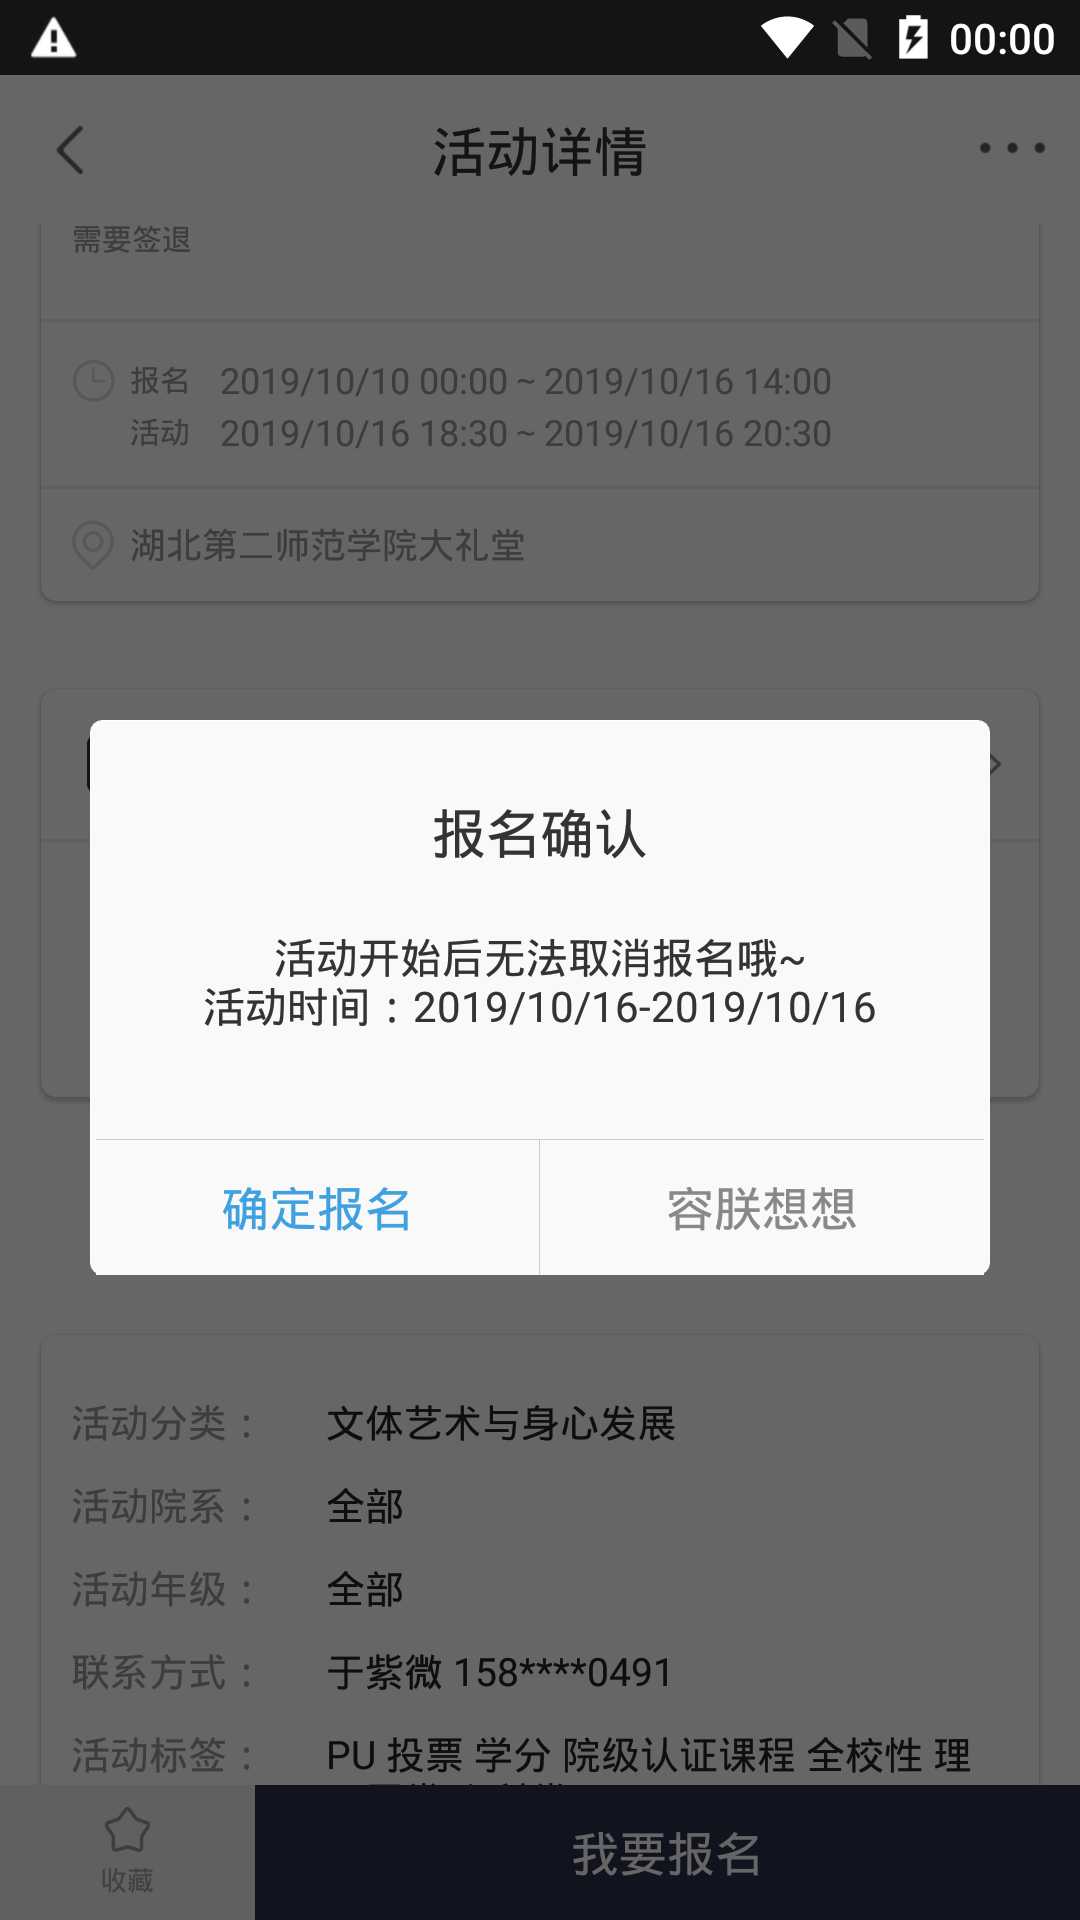 00:00
活动详情
需要签退
报名 2019/10/10 00:00 ~ 2019/10/16 14:00
活动 2019/10/16 18:30 ~ 2019/10/16 20:30
湖北第二师范学院大礼堂
报名确认
活动开始后无法取消报名哦~
活动时间：2019/10/16-2019/10/16
确定报名 容朕想想
活动分类： 文体艺术与身心发展
活动院系： 全部
活动年级： 全部
联系方式： 于紫微 158****0491
活动标签： PU 投票 学分 院级认证课程 全校性 理
收藏
我要报名